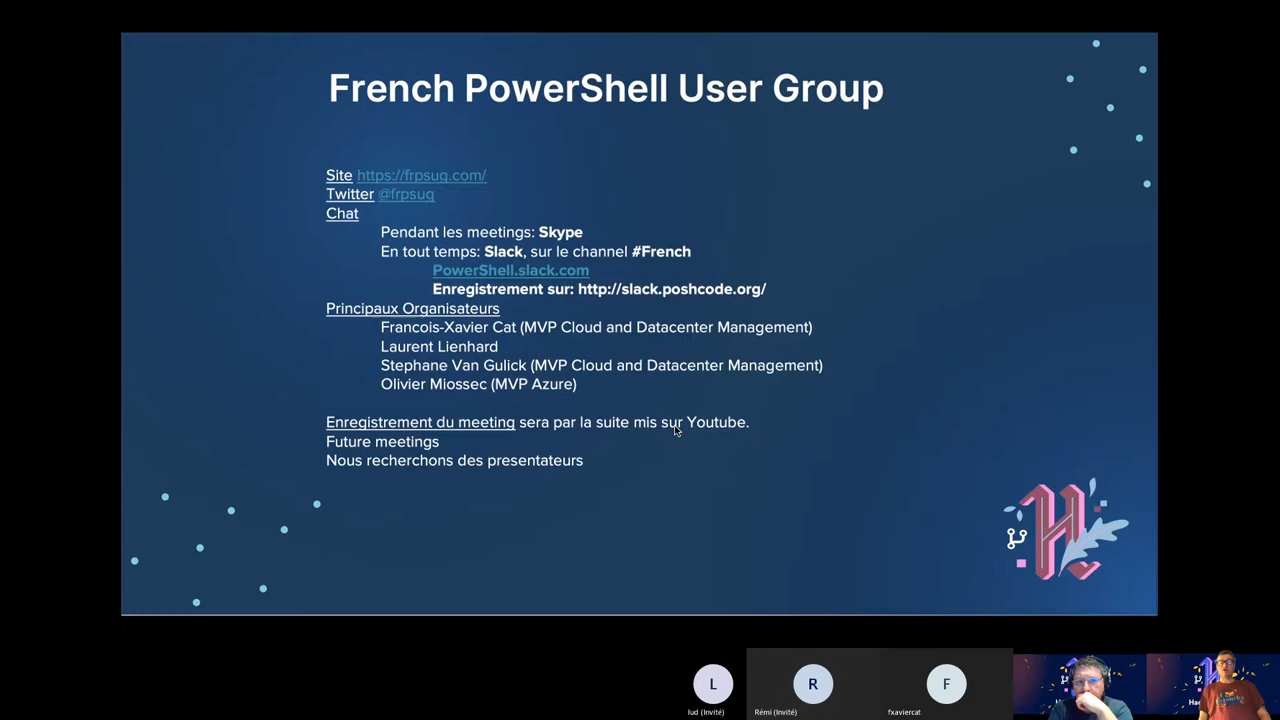 French PowerShell User Group
Site https://frpsug.com/
Twitter @frpsug
Chat
Pendant les meetings: Skype
En tout temps: Slack, sur le channel #French
PowerShell.slack.com
Enregistrement sur: http://slack.poshcode.org/
Principaux Organisateurs
Francois-Xavier Cat (MVP Cloud and Datacenter Management)
Laurent Lienhard
Stephane Van Gulick (MVP Cloud and Datacenter Management)
Olivier Miossec (MVP Azure)
Enregistrement du meeting sera par la suite mis sur Youtube.
Future meetings
Nous recherchons des presentateurs
H
L
R
F
lud (Invité)
Rémi (Invité)
fxaviercat